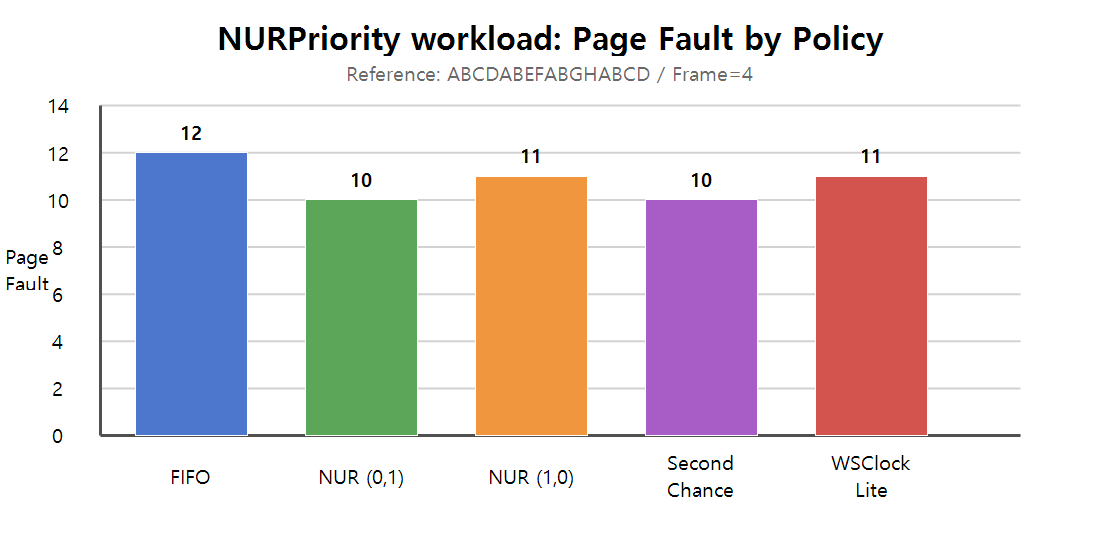 NURPriority workload: Page Fault by Policy
Reference: ABCDABEFABGHABCD / Frame=4
Page
Fault
14
12
10
8
6
4
2
0
12
10
11
10
11
FIFO
NUR (0,1)
NUR (1,0)
Second
Chance
WSClock
Lite